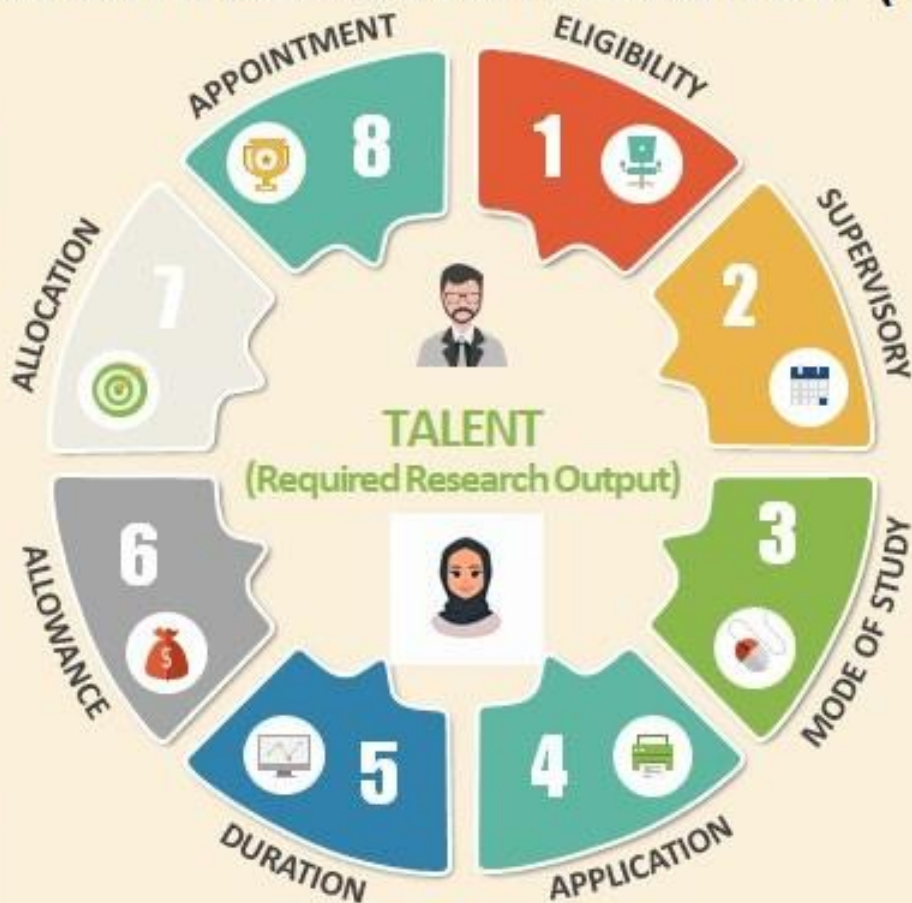 1
ELIGIBILITY
2
SUPERVISORY
3
MODE OF STUDY
4
APPLICATION
5
DURATION
6
ALLOWANCE
7
ALLOCATION
8
APPOINTMENT
TALENT
(Required Research Output)
$